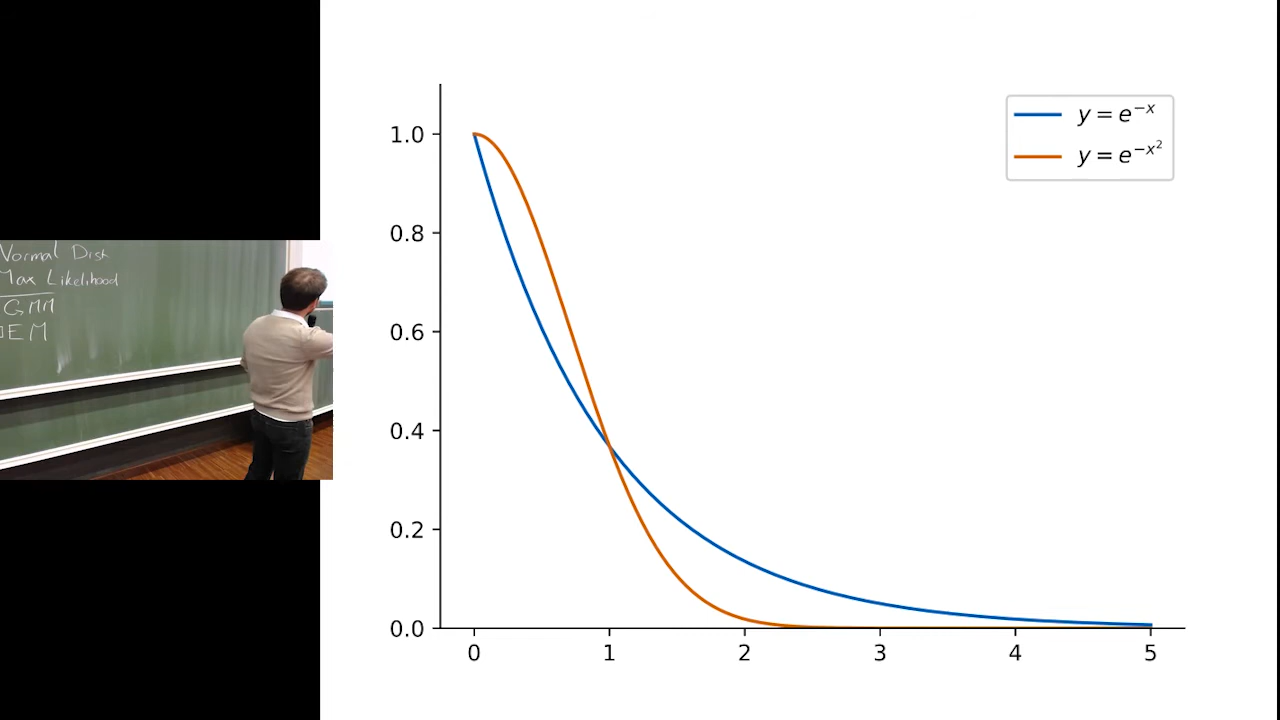 Normal Dist
Max Likelihood
GMM
EM
y = e^{-x}
y = e^{-x^2}
1.0
0.8
0.6
0.4
0.2
0.0
0 1 2 3 4 5